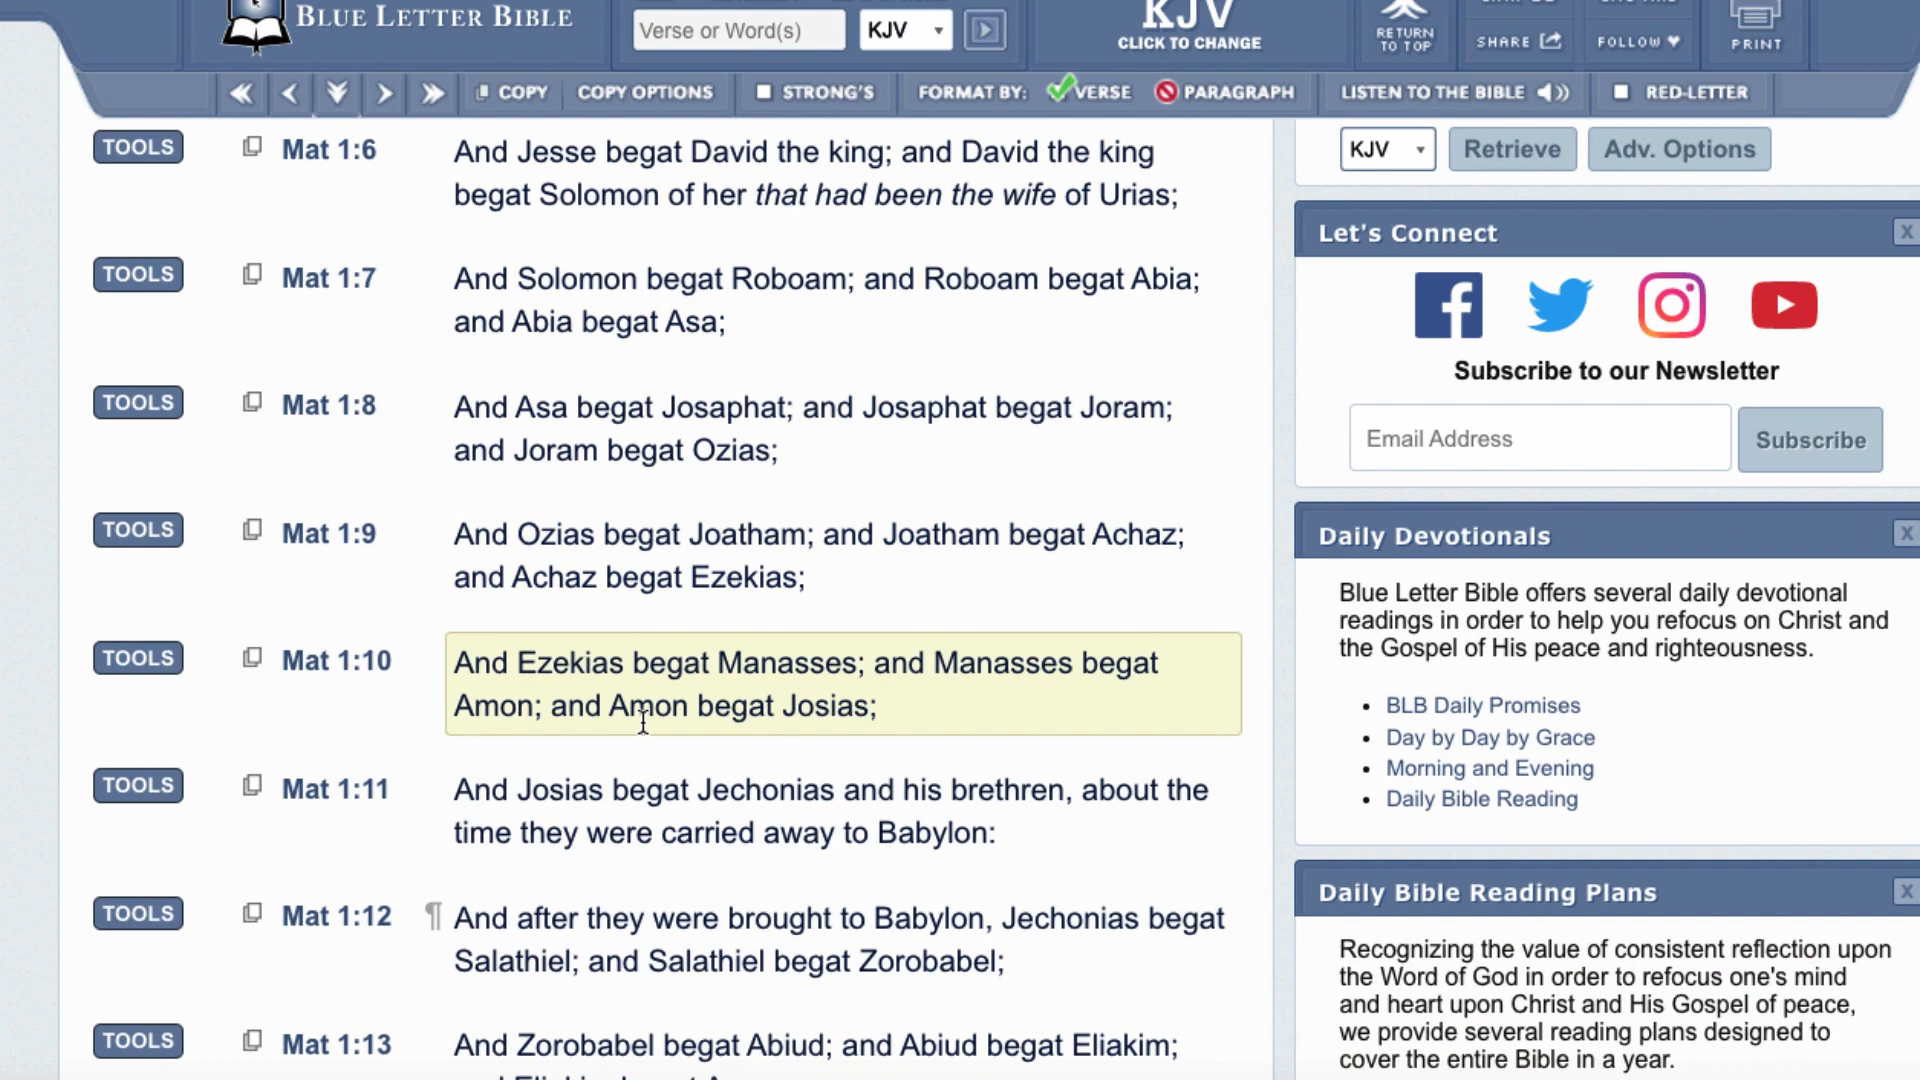 BLUE LETTER BIBLE
Verse or Word(s)
KJV
KJV
CLICK TO CHANGE
RETURN
TO TOP
SHARE
FOLLOW
PRINT
COPY
COPY OPTIONS
STRONG'S
FORMAT BY:
VERSE
PARAGRAPH
LISTEN TO THE BIBLE
RED-LETTER
TOOLS Mat 1:6 And Jesse begat David the king; and David the king
begat Solomon of her that had been the wife of Urias;
TOOLS Mat 1:7 And Solomon begat Roboam; and Roboam begat Abia;
and Abia begat Asa;
TOOLS Mat 1:8 And Asa begat Josaphat; and Josaphat begat Joram;
and Joram begat Ozias;
TOOLS Mat 1:9 And Ozias begat Joatham; and Joatham begat Achaz;
and Achaz begat Ezekias;
TOOLS Mat 1:10 And Ezekias begat Manasses; and Manasses begat
Amon; and Amon begat Josias;
TOOLS Mat 1:11 And Josias begat Jechonias and his brethren, about the
time they were carried away to Babylon:
TOOLS Mat 1:12 ¶ And after they were brought to Babylon, Jechonias begat
Salathiel; and Salathiel begat Zorobabel;
TOOLS Mat 1:13 And Zorobabel begat Abiud; and Abiud begat Eliakim;
KJV
Retrieve
Adv. Options
Let's Connect
X
Subscribe to our Newsletter
Email Address
Subscribe
Daily Devotionals
X
Blue Letter Bible offers several daily devotional
readings in order to help you refocus on Christ and
the Gospel of His peace and righteousness.
• BLB Daily Promises
• Day by Day by Grace
• Morning and Evening
• Daily Bible Reading
Daily Bible Reading Plans
X
Recognizing the value of consistent reflection upon
the Word of God in order to refocus one's mind
and heart upon Christ and His Gospel of peace,
we provide several reading plans designed to
cover the entire Bible in a year.